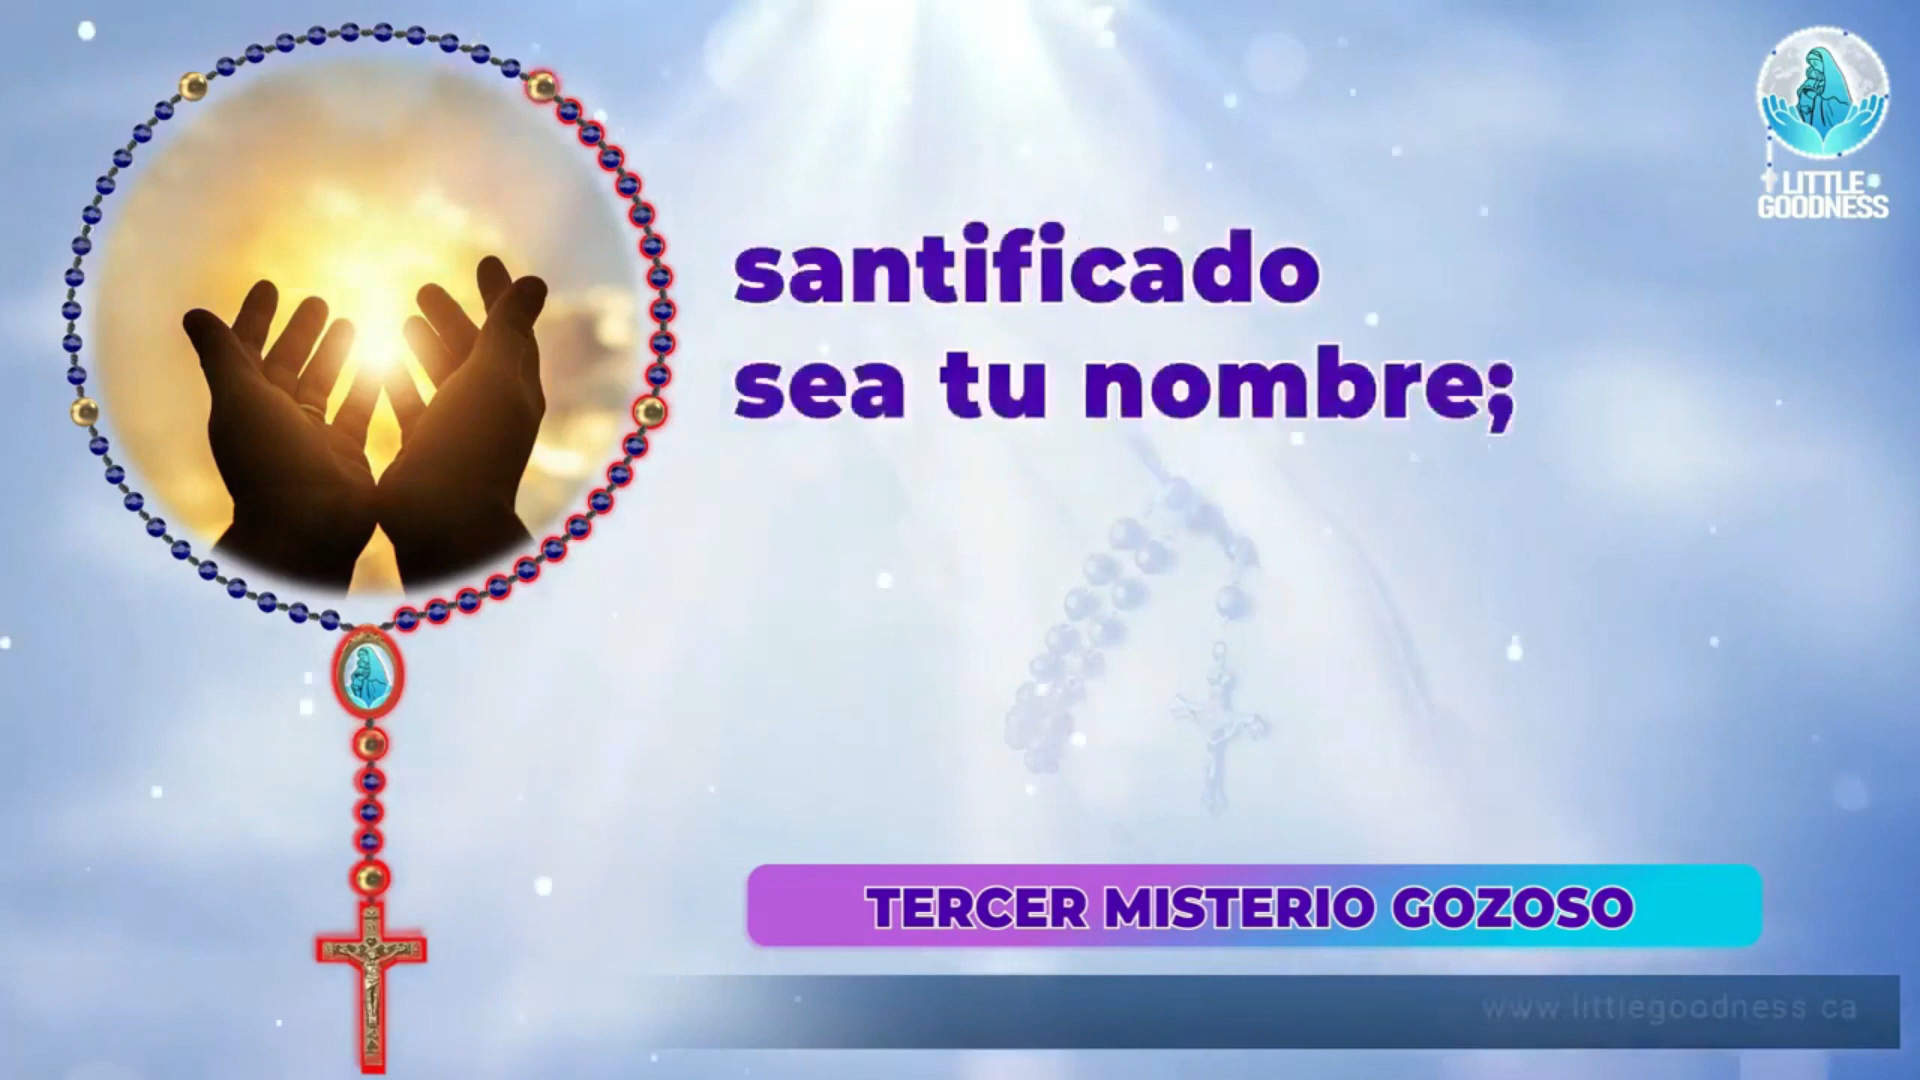 LITTLE
GOODNESS
santificado
sea tu nombre;
TERCER MISTERIO GOZOSO
www.littlegoodness.ca